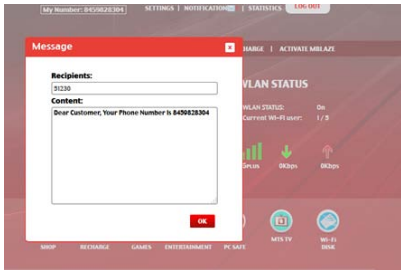 My Number: 8459828304
SETTINGS | NOTIFICATION | STATISTICS
LOG OUT
Message
x
HARGE | ACTIVATE MBLAZE
Recipients:
51230
Content:
Dear Customer, Your Phone Number is 8459828304
OK
WLAN STATUS
WLAN STATUS: On
Current Wi-Fi user: 1 / 5
0Kbps
0Kbps
SHOP
RECHARGE
GAMES
ENTERTAINMENT
PC SAFE
MTS TV
Wi-Fi
DISK